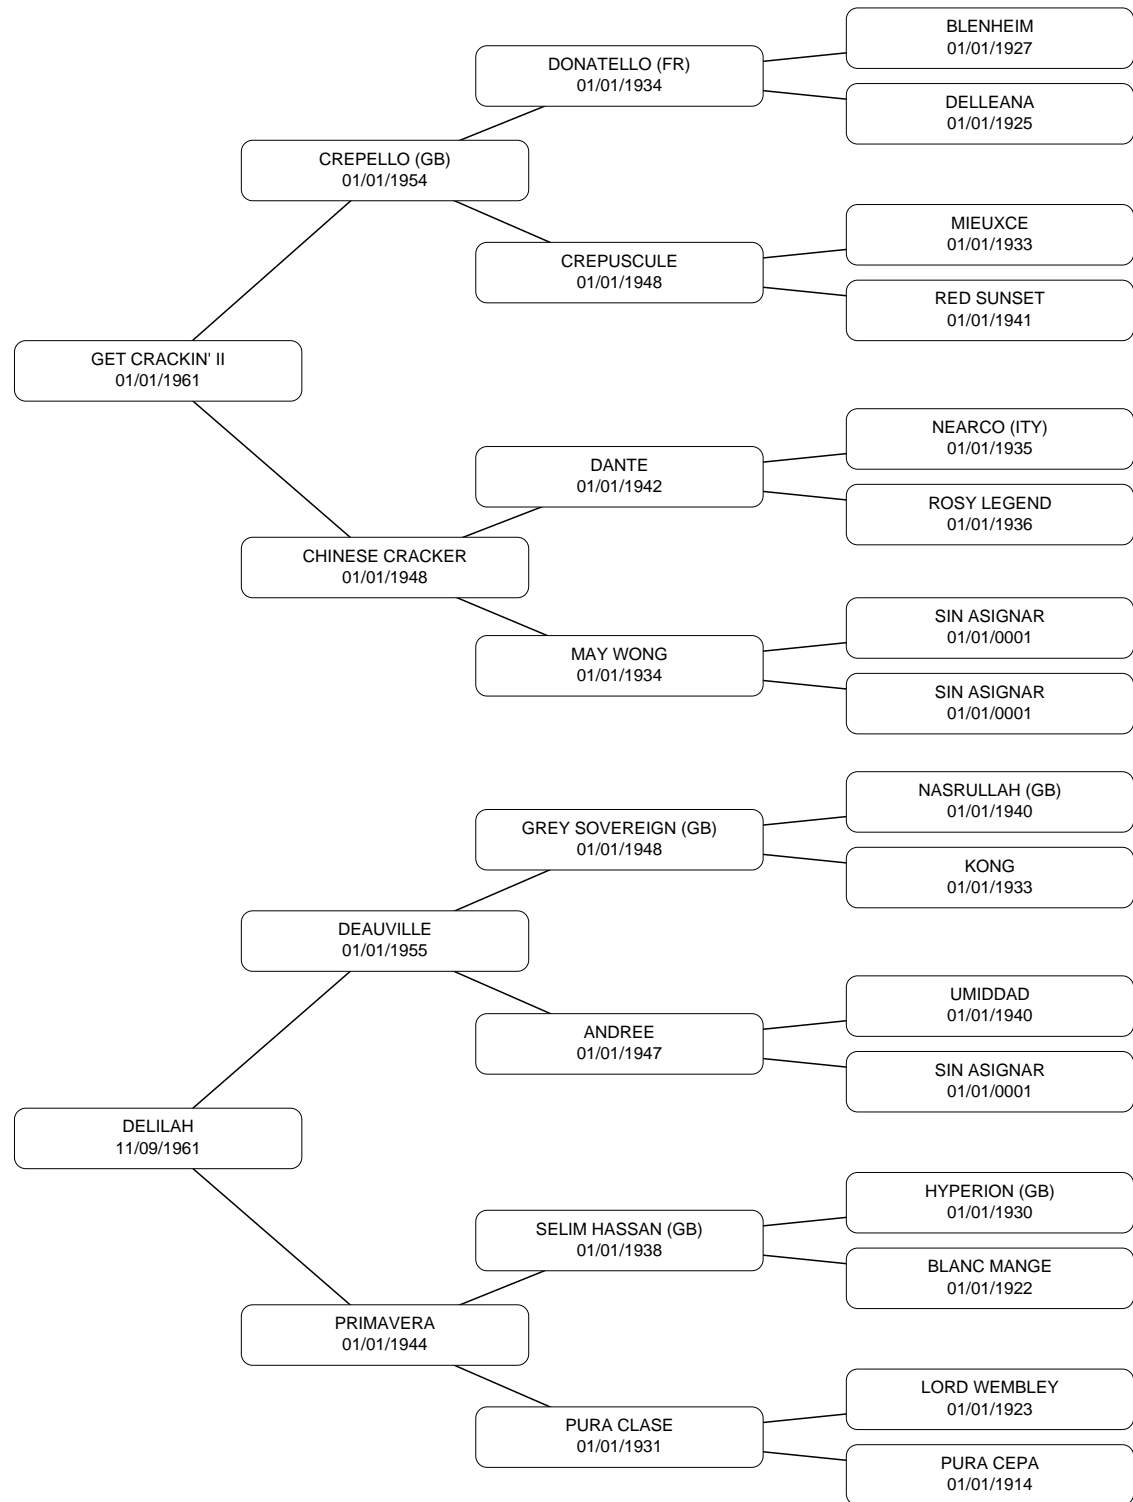 BLENHEIM
01/01/1927
DONATELLO (FR)
01/01/1934
DELLEANA
01/01/1925
CREPELLO (GB)
01/01/1954
MIEUXCE
01/01/1933
CREPUSCULE
01/01/1948
RED SUNSET
01/01/1941
GET CRACKIN' II
01/01/1961
NEARCO (ITY)
01/01/1935
DANTE
01/01/1942
ROSY LEGEND
01/01/1936
CHINESE CRACKER
01/01/1948
SIN ASIGNAR
01/01/0001
MAY WONG
01/01/1934
SIN ASIGNAR
01/01/0001
NASRULLAH (GB)
01/01/1940
GREY SOVEREIGN (GB)
01/01/1948
KONG
01/01/1933
DEAUVILLE
01/01/1955
UMIDDAD
01/01/1940
ANDREE
01/01/1947
SIN ASIGNAR
01/01/0001
DELILAH
11/09/1961
HYPERION (GB)
01/01/1930
SELIM HASSAN (GB)
01/01/1938
BLANC MANGE
01/01/1922
PRIMAVERA
01/01/1944
LORD WEMBLEY
01/01/1923
PURA CLASE
01/01/1931
PURA CEPA
01/01/1914